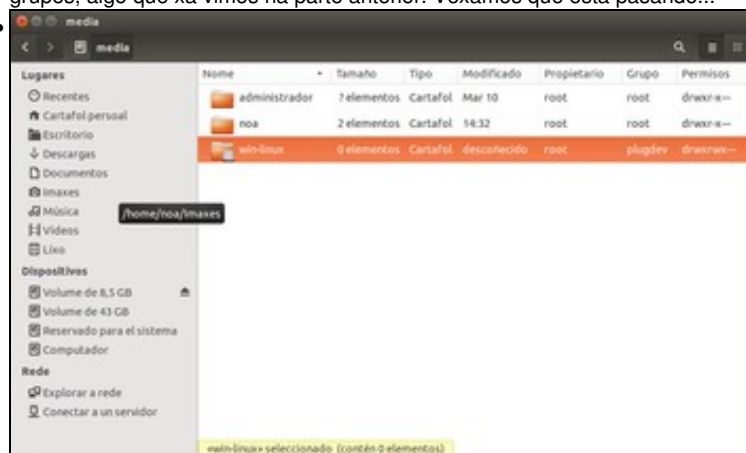 grupos, algo que xa vimos na parte anterior. Vexamos que está pasando...
media
media
Lugares
Recentes
Cartafol persoal
Escritorio
Descargas
Documentos
Imaxes
Música
Vídeos
Lixo
Dispositivos
Volume de 8,5 GB
Volume de 43 GB
Reservado para el sistema
Computador
Rede
Explorar a rede
Conectar a un servidor
/home/noa/Imaxes
Nome Tamaño Tipo Modificado Propietario Grupo Permisos
administrador 7 elementos Cartafol Mar 10 root root drwxr-x---
noa 2 elementos Cartafol 14:32 root root drwxr-x---
win-linux 0 elementos Cartafol descoñecido root plugdev drwxrwx---
«win-linux» seleccionado (contén 0 elementos)